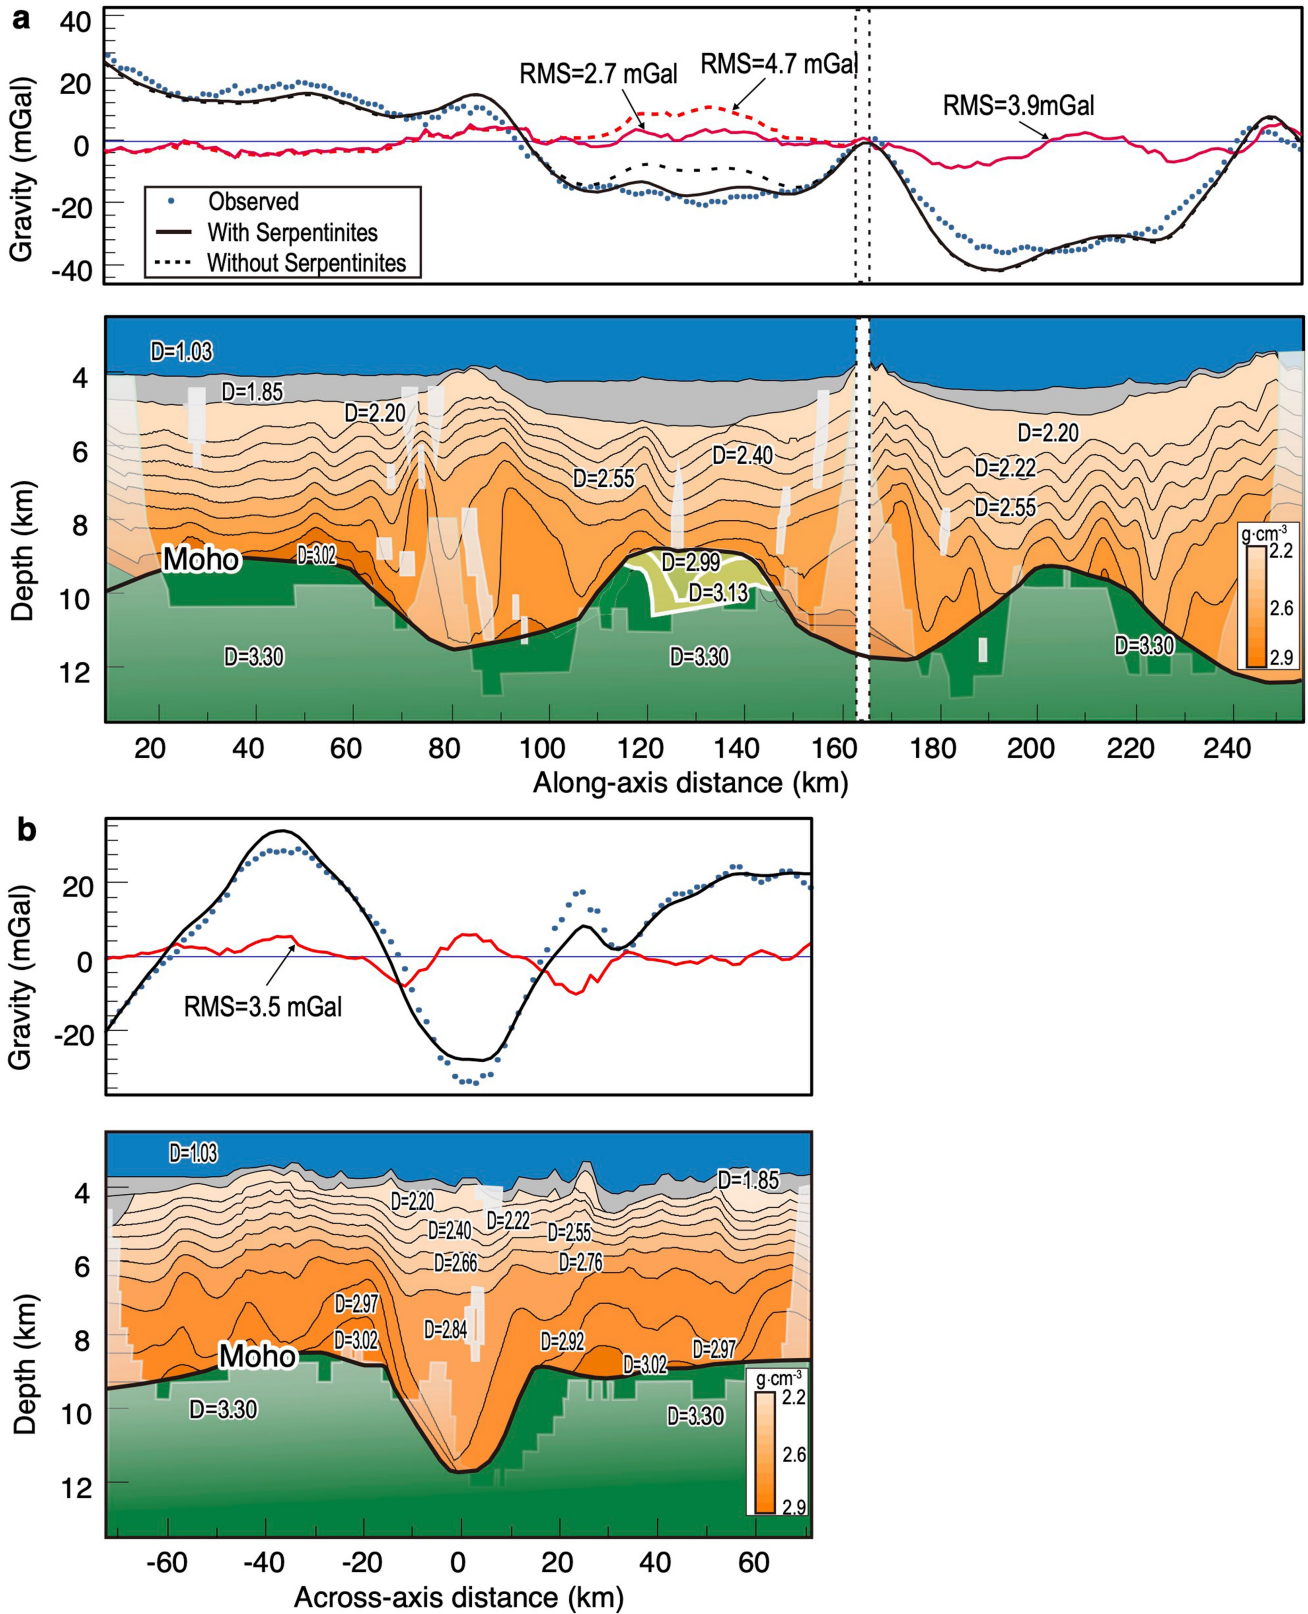 a
40
20
0
-20
-40
Gravity (mGal)
RMS=2.7 mGal
RMS=4.7 mGal
RMS=3.9mGal
Observed
With Serpentinites
Without Serpentinites
D=1.03
D=1.85
D=2.20
D=2.40
D=2.55
D=2.20
D=2.22
D=2.55
Moho
D=3.02
D=2.99
D=3.13
D=3.30
D=3.30
D=3.30
g·cm-3
2.2
2.6
2.9
4
6
8
10
12
Depth (km)
20 40 60 80 100 120 140 160 180 200 220 240
Along-axis distance (km)
b
20
0
-20
Gravity (mGal)
RMS=3.5 mGal
D=1.03
D=1.85
D=2.20
D=2.22
D=2.40
D=2.55
D=2.66
D=2.76
D=2.97
D=2.84
D=3.02
D=2.92
D=2.97
D=3.02
Moho
D=3.30
D=3.30
g·cm-3
2.2
2.6
2.9
4
6
8
10
12
Depth (km)
-60 -40 -20 0 20 40 60
Across-axis distance (km)